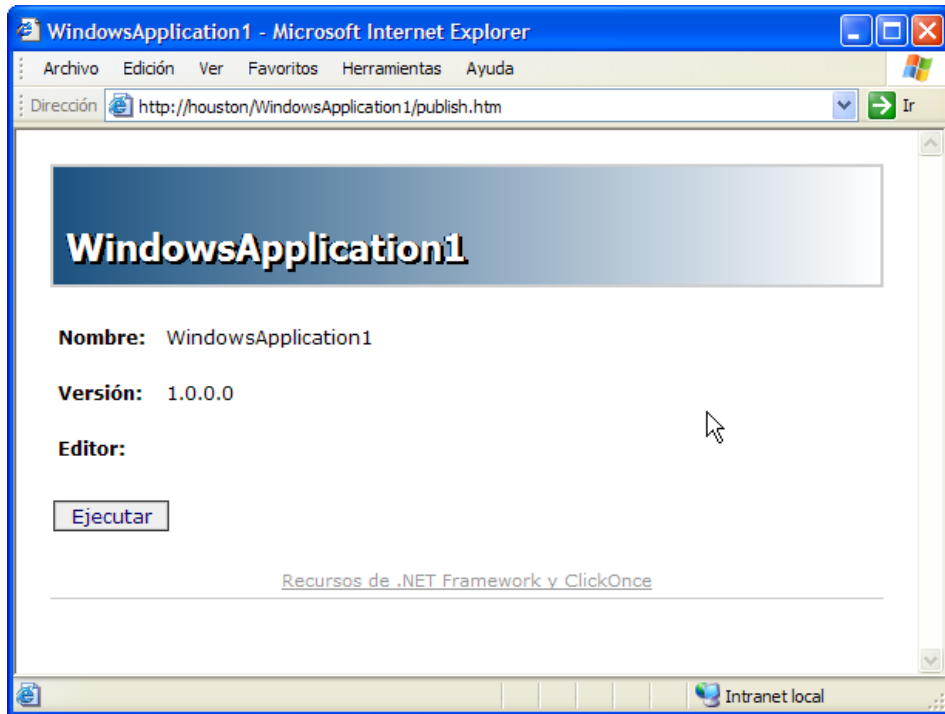 WindowsApplication1 - Microsoft Internet Explorer
Archivo Edición Ver Favoritos Herramientas Ayuda
Dirección http://houston/WindowsApplication1/publish.htm Ir
WindowsApplication1
Nombre: WindowsApplication1
Versión: 1.0.0.0
Editor:
Ejecutar
Recursos de .NET Framework y ClickOnce
Intranet local